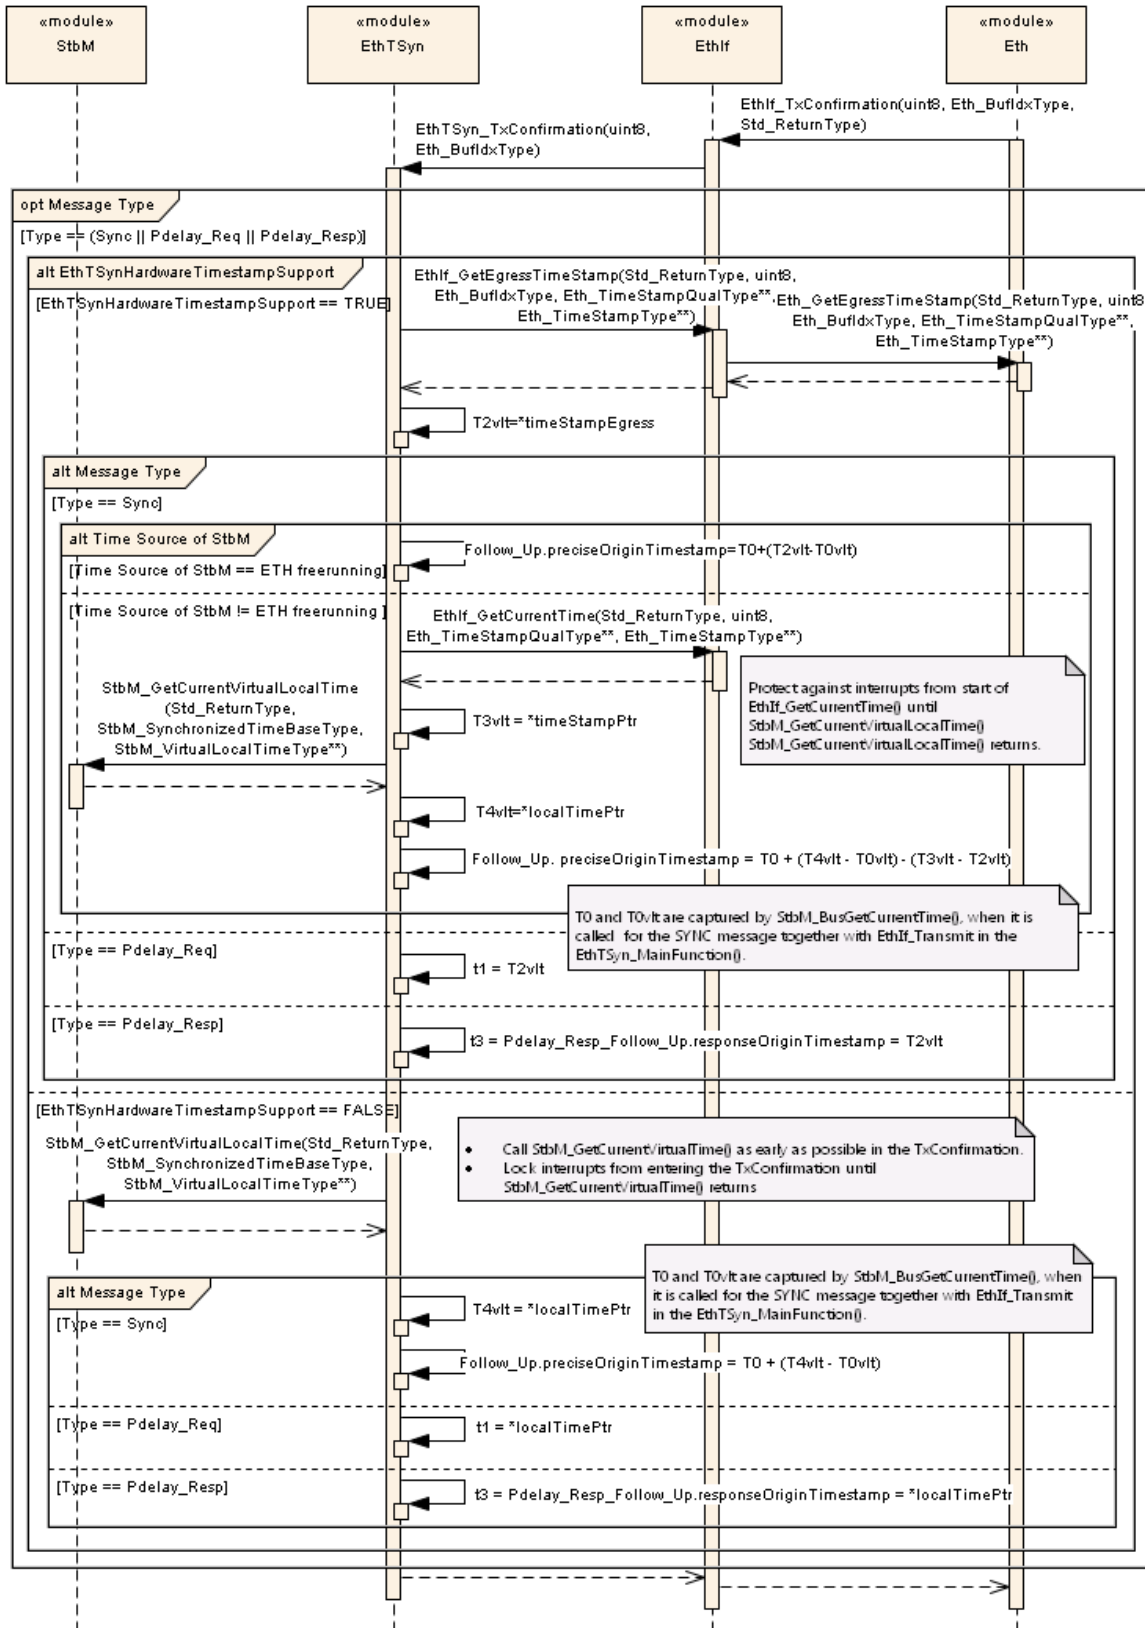 «module»
StbM
«module»
EthTSyn
«module»
EthIf
«module»
Eth
EthIf_TxConfirmation(uint8, Eth_BufIdxType,
Std_ReturnType)
EthTSyn_TxConfirmation(uint8,
Eth_BufIdxType)
opt Message Type
[Type == (Sync || Pdelay_Req || Pdelay_Resp)]
alt EthTSynHardwareTimestampSupport
[EthTSynHardwareTimestampSupport == TRUE]
EthIf_GetEgressTimeStamp(Std_ReturnType, uint8,
Eth_BufIdxType, Eth_TimeStampQualType**,
Eth_TimeStampType**)
Eth_GetEgressTimeStamp(Std_ReturnType, uint8
Eth_BufIdxType, Eth_TimeStampQualType**,
Eth_TimeStampType**)
T2vlt=*timeStampEgress
alt Message Type
[Type == Sync]
alt Time Source of StbM
[Time Source of StbM == ETH freerunning]
Follow_Up.preciseOriginTimestamp=T0+(T2vlt-T0vlt)
[Time Source of StbM != ETH freerunning ]
EthIf_GetCurrentTime(Std_ReturnType, uint8,
Eth_TimeStampQualType**, Eth_TimeStampType**)
Protect against interrupts from start of
EthIf_GetCurrentTime() until
StbM_GetCurrentVirtualLocalTime()
StbM_GetCurrentVirtualLocalTime() returns.
StbM_GetCurrentVirtualLocalTime
(Std_ReturnType,
StbM_SynchronizedTimeBaseType,
StbM_VirtualLocalTimeType**)
T3vlt = *timeStampPtr
T4vlt=*localTimePtr
Follow_Up. preciseOriginTimestamp = T0 + (T4vlt - T0vlt) - (T3vlt - T2vlt)
T0 and T0vlt are captured by StbM_BusGetCurrentTime(), when it is
called for the SYNC message together with EthIf_Transmit in the
EthTSyn_MainFunction().
[Type == Pdelay_Req]
t1 = T2vlt
[Type == Pdelay_Resp]
t3 = Pdelay_Resp_Follow_Up.responseOriginTimestamp = T2vlt
[EthTSynHardwareTimestampSupport == FALSE]
StbM_GetCurrentVirtualLocalTime(Std_ReturnType,
StbM_SynchronizedTimeBaseType,
StbM_VirtualLocalTimeType**)
• Call StbM_GetCurrentVirtualTime() as early as possible in the TxConfirmation.
• Lock interrupts from entering the TxConfirmation until
StbM_GetCurrentVirtualTime() returns
T0 and T0vlt are captured by StbM_BusGetCurrentTime(), when
it is called for the SYNC message together with EthIf_Transmit
in the EthTSyn_MainFunction().
alt Message Type
[Type == Sync]
T4vlt = *localTimePtr
Follow_Up.preciseOriginTimestamp = T0 + (T4vlt - T0vlt)
[Type == Pdelay_Req]
t1 = *localTimePtr
[Type == Pdelay_Resp]
t3 = Pdelay_Resp_Follow_Up.responseOriginTimestamp = *localTimePtr